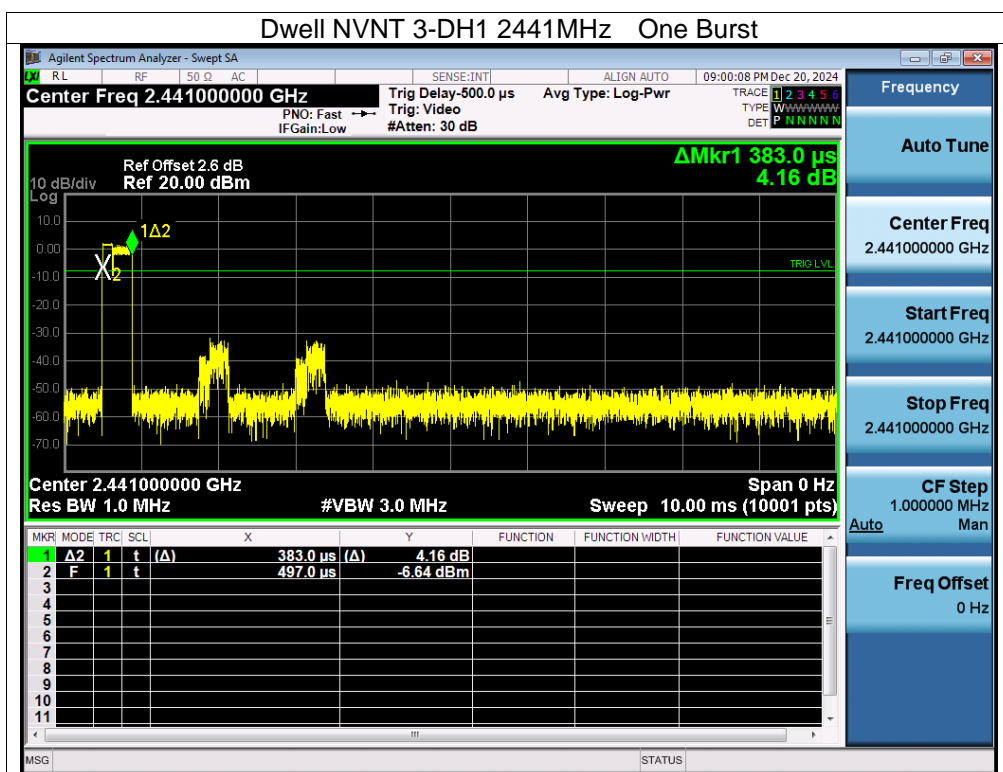 Dwell NVNT 3-DH1 2441MHz One Burst
Agilent Spectrum Analyzer - Swept SA
LXI RL RF 50 Ω AC SENSE:INT ALIGN AUTO 09:00:08 PM Dec 20, 2024
Center Freq 2.441000000 GHz
PNO: Fast
IFGain:Low
Trig Delay-500.0 µs
Trig: Video
#Atten: 30 dB
Avg Type: Log-Pwr
TRACE 1 2 3 4 5 6
TYPE WWWWWW
DET P N N N N N
Frequency
Auto Tune
Center Freq
2.441000000 GHz
Start Freq
2.441000000 GHz
Stop Freq
2.441000000 GHz
CF Step
1.000000 MHz
Auto Man
Freq Offset
0 Hz
ΔMkr1 383.0 µs
4.16 dB
Ref Offset 2.6 dB
10 dB/div Ref 20.00 dBm
Log
10.0
0.00
-10.0
-20.0
-30.0
-40.0
-50.0
-60.0
-70.0
1Δ2
2
TRIG LVL
Center 2.441000000 GHz Span 0 Hz
Res BW 1.0 MHz #VBW 3.0 MHz Sweep 10.00 ms (10001 pts)
MKR MODE TRC SCL X Y FUNCTION FUNCTION WIDTH FUNCTION VALUE
1 Δ2 1 t (Δ) 383.0 µs (Δ) 4.16 dB
2 F 1 t 497.0 µs -6.64 dBm
3
4
5
6
7
8
9
10
11
MSG STATUS